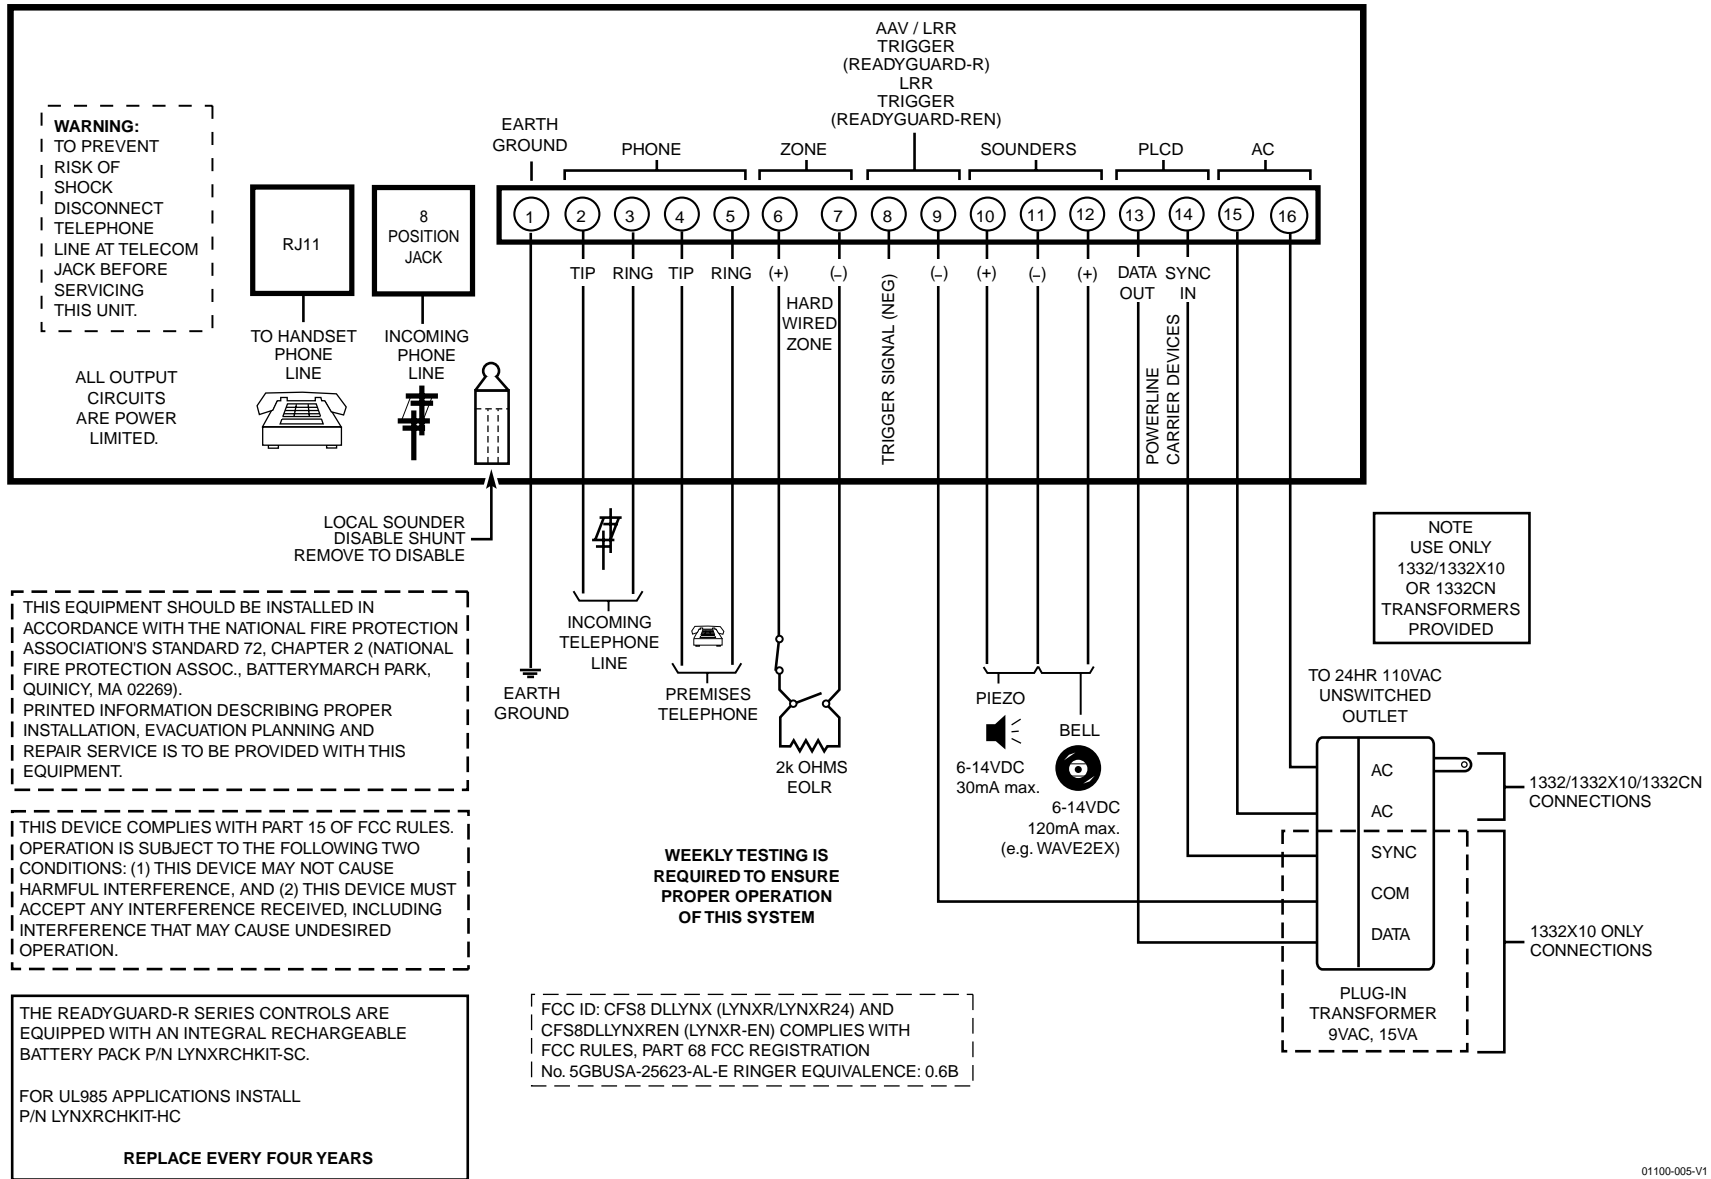 AAV / LRR
TRIGGER
(READYGUARD-R)
LRR
TRIGGER
(READYGUARD-REN)
EARTH
GROUND
PHONE
ZONE
SOUNDERS
PLCD
AC
WARNING:
TO PREVENT
RISK OF
SHOCK
DISCONNECT
TELEPHONE
LINE AT TELECOM
JACK BEFORE
SERVICING
THIS UNIT.
ALL OUTPUT
CIRCUITS
ARE POWER
LIMITED.
RJ11
8
POSITION
JACK
TO HANDSET
PHONE
LINE
INCOMING
PHONE
LINE
1 2 3 4 5 6 7 8 9 10 11 12 13 14 15 16
TIP RING TIP RING (+) (–) (–) (+) (–) (+) DATA OUT SYNC IN
HARD
WIRED
ZONE
TRIGGER SIGNAL (NEG)
POWERLINE
CARRIER DEVICES
LOCAL SOUNDER
DISABLE SHUNT
REMOVE TO DISABLE
EARTH
GROUND
INCOMING
TELEPHONE
LINE
PREMISES
TELEPHONE
2k OHMS
EOLR
PIEZO
6-14VDC
30mA max.
BELL
6-14VDC
120mA max.
(e.g. WAVE2EX)
NOTE
USE ONLY
1332/1332X10
OR 1332CN
TRANSFORMERS
PROVIDED
TO 24HR 110VAC
UNSWITCHED
OUTLET
AC
AC
SYNC
COM
DATA
1332/1332X10/1332CN
CONNECTIONS
1332X10 ONLY
CONNECTIONS
PLUG-IN
TRANSFORMER
9VAC, 15VA
THIS EQUIPMENT SHOULD BE INSTALLED IN
ACCORDANCE WITH THE NATIONAL FIRE PROTECTION
ASSOCIATION'S STANDARD 72, CHAPTER 2 (NATIONAL
FIRE PROTECTION ASSOC., BATTERYMARCH PARK,
QUINICY, MA 02269).
PRINTED INFORMATION DESCRIBING PROPER
INSTALLATION, EVACUATION PLANNING AND
REPAIR SERVICE IS TO BE PROVIDED WITH THIS
EQUIPMENT.
THIS DEVICE COMPLIES WITH PART 15 OF FCC RULES.
OPERATION IS SUBJECT TO THE FOLLOWING TWO
CONDITIONS: (1) THIS DEVICE MAY NOT CAUSE
HARMFUL INTERFERENCE, AND (2) THIS DEVICE MUST
ACCEPT ANY INTERFERENCE RECEIVED, INCLUDING
INTERFERENCE THAT MAY CAUSE UNDESIRED
OPERATION.
WEEKLY TESTING IS
REQUIRED TO ENSURE
PROPER OPERATION
OF THIS SYSTEM
THE READYGUARD-R SERIES CONTROLS ARE
EQUIPPED WITH AN INTEGRAL RECHARGEABLE
BATTERY PACK P/N LYNXRCHKIT-SC.
FOR UL985 APPLICATIONS INSTALL
P/N LYNXRCHKIT-HC
REPLACE EVERY FOUR YEARS
FCC ID: CFS8 DLLYNX (LYNXR/LYNXR24) AND
CFS8DLLYNXREN (LYNXR-EN) COMPLIES WITH
FCC RULES, PART 68 FCC REGISTRATION
No. 5GBUSA-25623-AL-E RINGER EQUIVALENCE: 0.6B
01100-005-V1